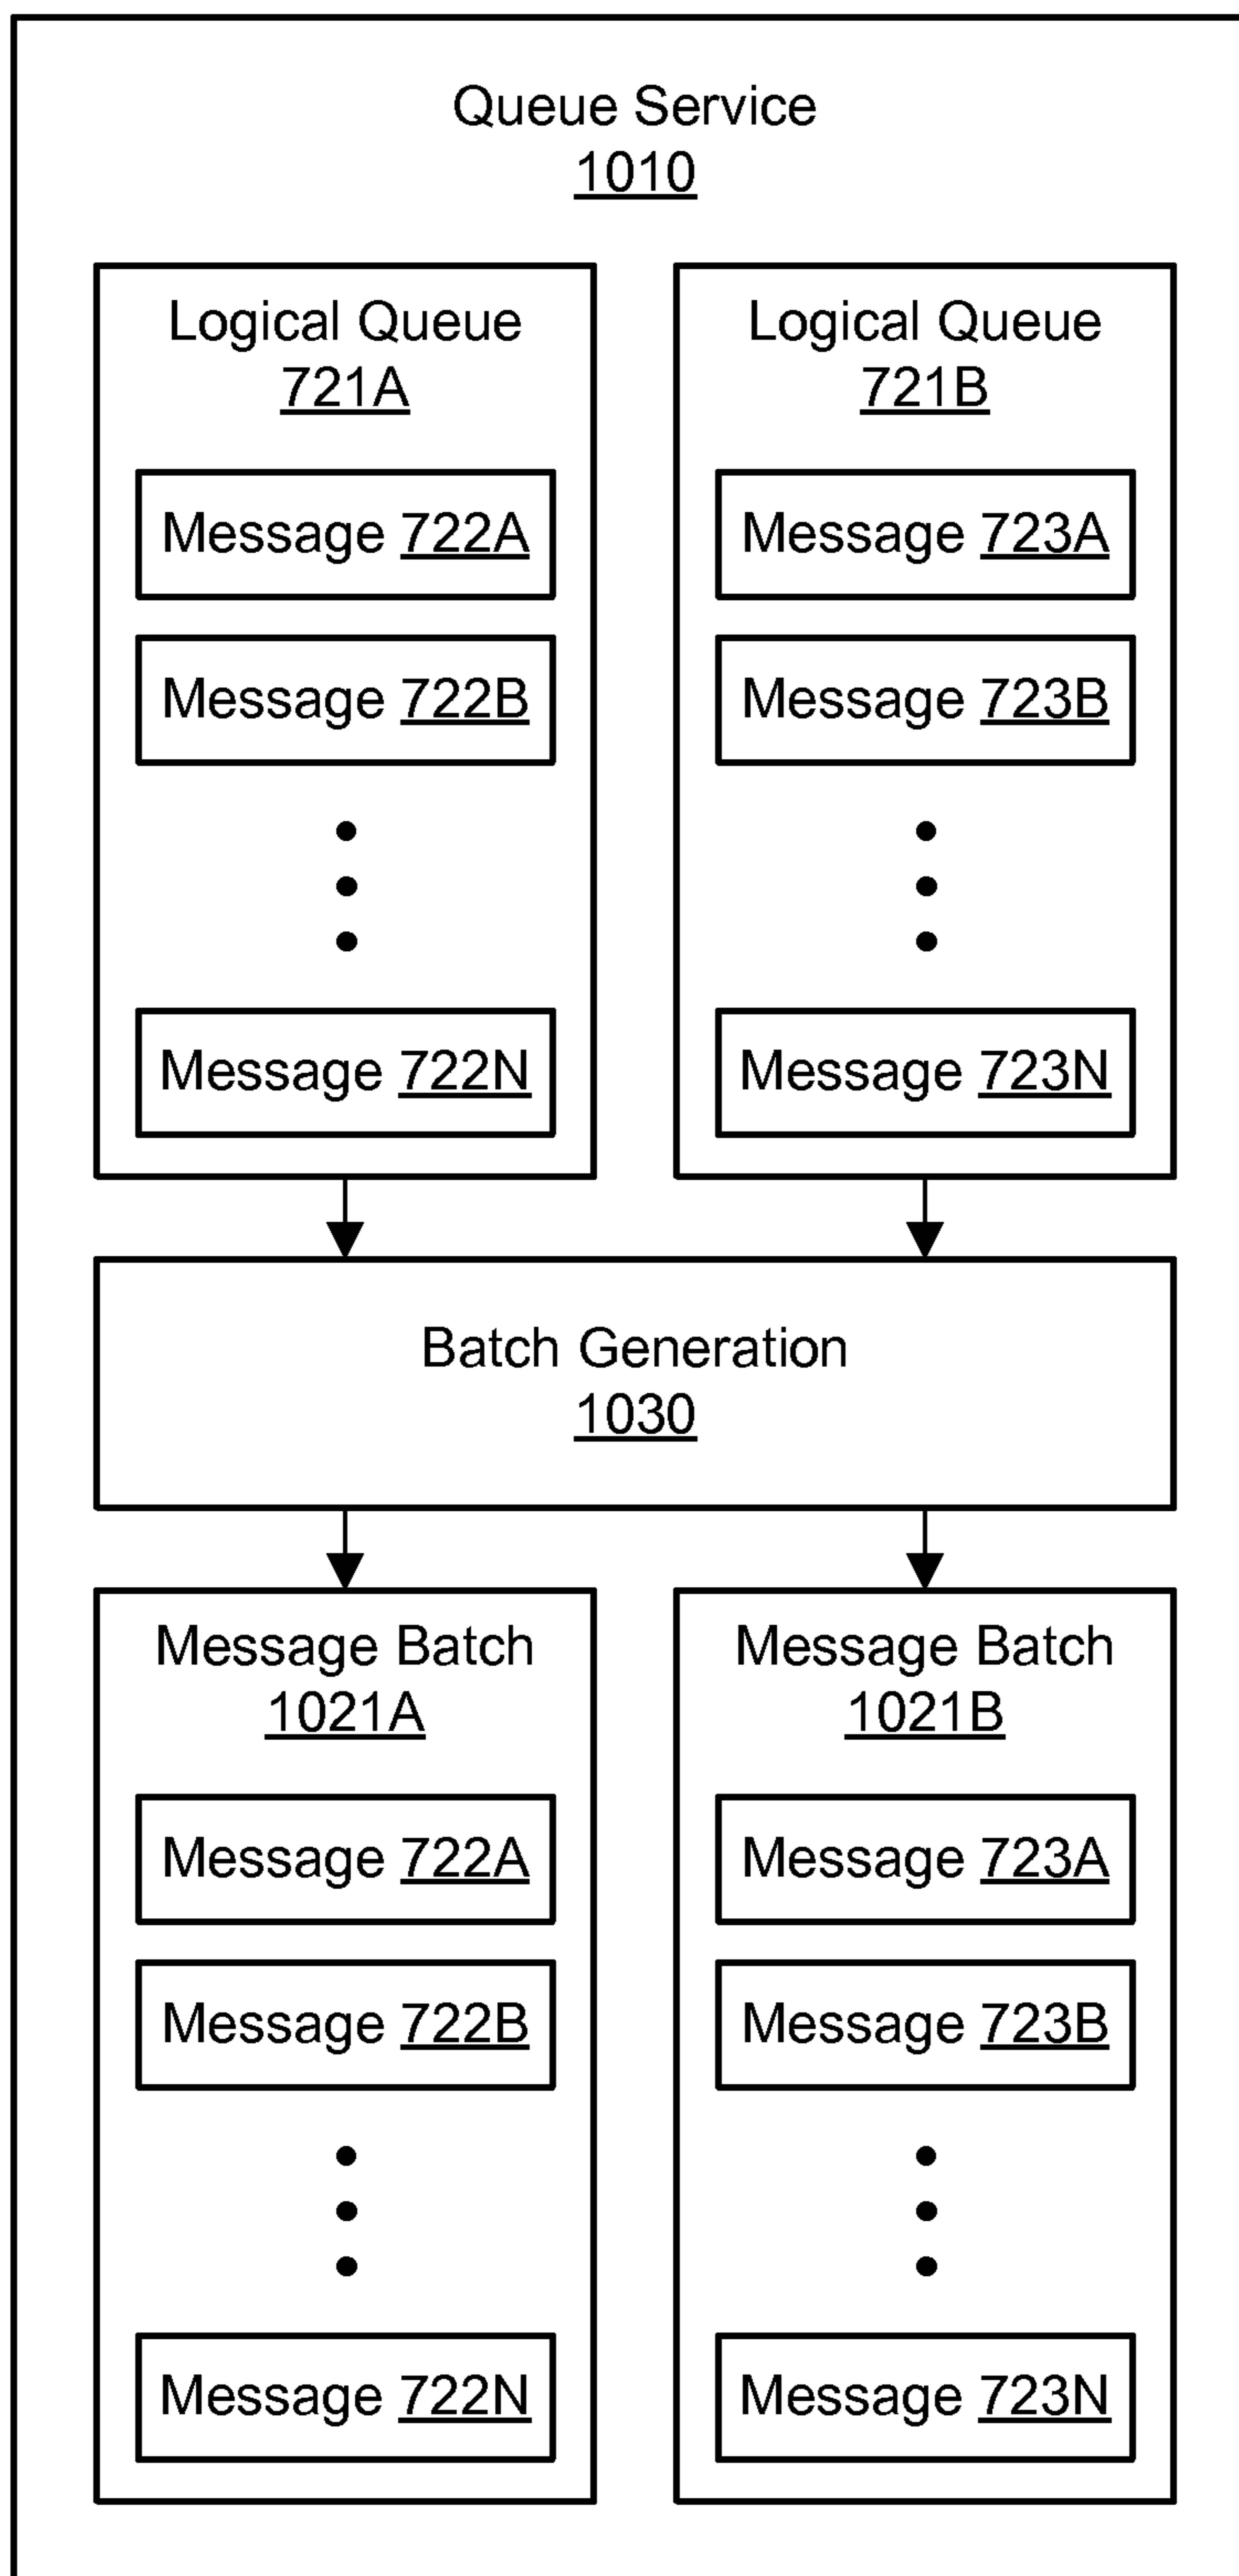 Queue Service
1010
Logical Queue
721A
Message 722A
Message 722B
Message 722N
Logical Queue
721B
Message 723A
Message 723B
Message 723N
Batch Generation
1030
Message Batch
1021A
Message 722A
Message 722B
Message 722N
Message Batch
1021B
Message 723A
Message 723B
Message 723N